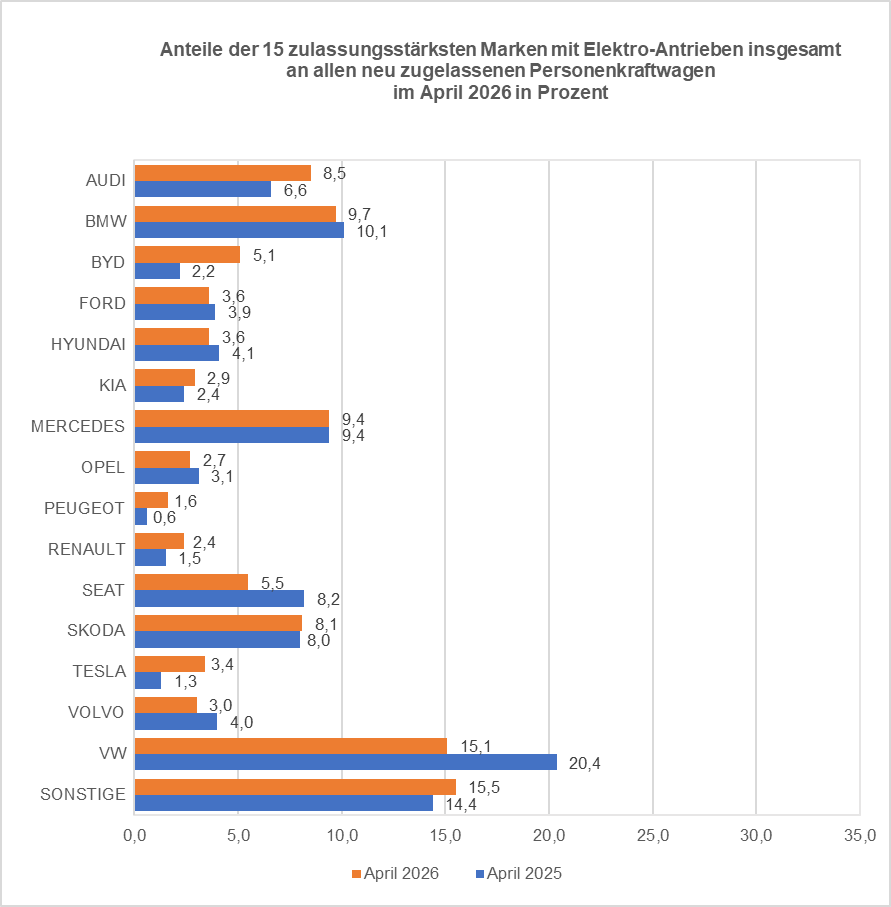 Anteile der 15 zulassungsstärksten Marken mit Elektro-Antrieben insgesamt
an allen neu zugelassenen Personenkraftwagen
im April 2026 in Prozent
AUDI
8,5
6,6
BMW
9,7
10,1
BYD
5,1
2,2
FORD
3,6
3,9
HYUNDAI
3,6
4,1
KIA
2,9
2,4
MERCEDES
9,4
9,4
OPEL
2,7
3,1
PEUGEOT
1,6
0,6
RENAULT
2,4
1,5
SEAT
5,5
8,2
SKODA
8,1
8,0
TESLA
3,4
1,3
VOLVO
3,0
4,0
VW
15,1
20,4
SONSTIGE
15,5
14,4
0,0 5,0 10,0 15,0 20,0 25,0 30,0 35,0
April 2026 April 2025